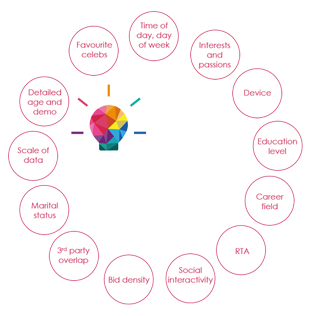 Time of
day, day
of week
Interests
and
passions
Device
Education
level
Career
field
RTA
Social
interactivity
Bid density
3rd party
overlap
Marital
status
Scale of
data
Detailed
age and
demo
Favourite
celebs